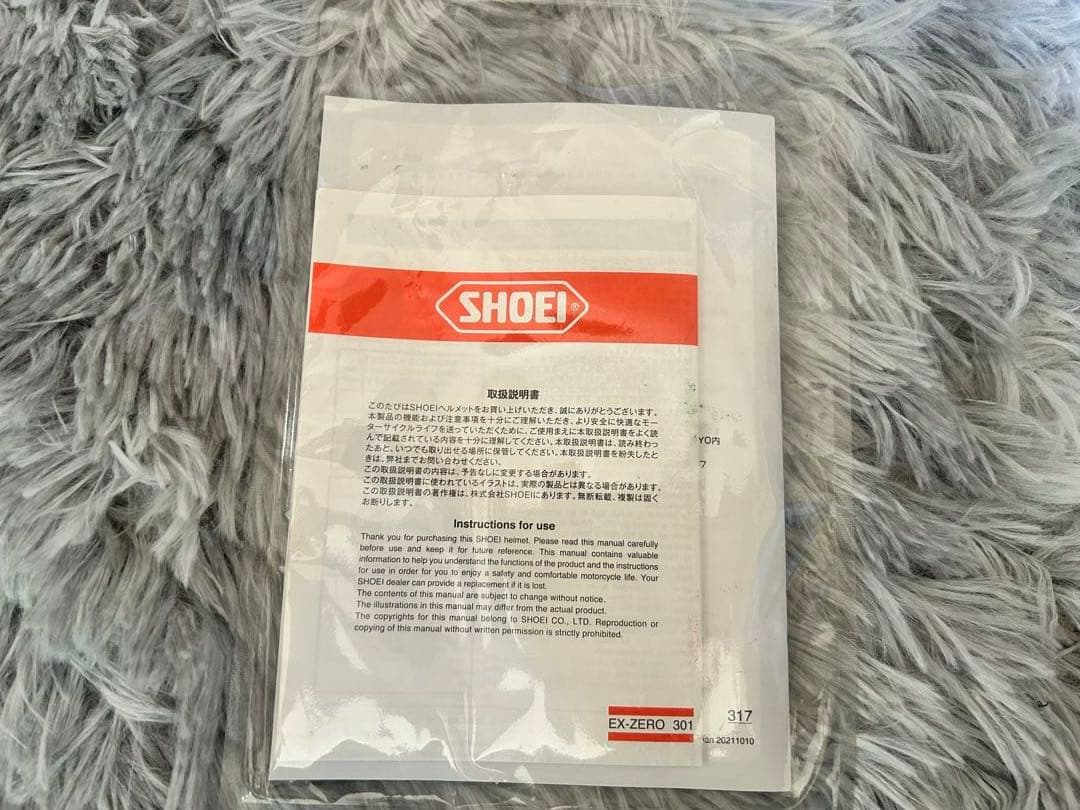 SHOEI®
取扱説明書
このたびはSHOEIヘルメットをお買い上げいただき、誠にありがとうございます。
本製品の機能および注意事項を十分にご理解いただき、より安全に快適なモー
ターサイクルライフを送っていただくために、ご使用まえに本取扱説明書をよく読
んで記載されている内容を十分に理解してください。本取扱説明書は、読み終わっ
たあと、いつでも取り出せる場所に保管してください。本取扱説明書を紛失したと
きは、弊社までお問い合わせください。
この取扱説明書の内容は、予告なしに変更する場合があります。
この取扱説明書に使われているイラストは、実際の製品とは異なる場合があります。
この取扱説明書の著作権は、株式会社SHOEIにあります。無断転載、複製は固く
お断りします。
YO内
7
Instructions for use
Thank you for purchasing this SHOEI helmet. Please read this manual carefully
before use and keep it for future reference. This manual contains valuable
information to help you understand the functions of the product and the instructions
for use in order for you to enjoy a safety and comfortable motorcycle life. Your
SHOEI dealer can provide a replacement if it is lost.
The contents of this manual are subject to change without notice.
The illustrations in this manual may differ from the actual product.
The copyrights for this manual belong to SHOEI CO., LTD. Reproduction or
copying of this manual without written permission is strictly prohibited.
EX-ZERO 301
317
20211010